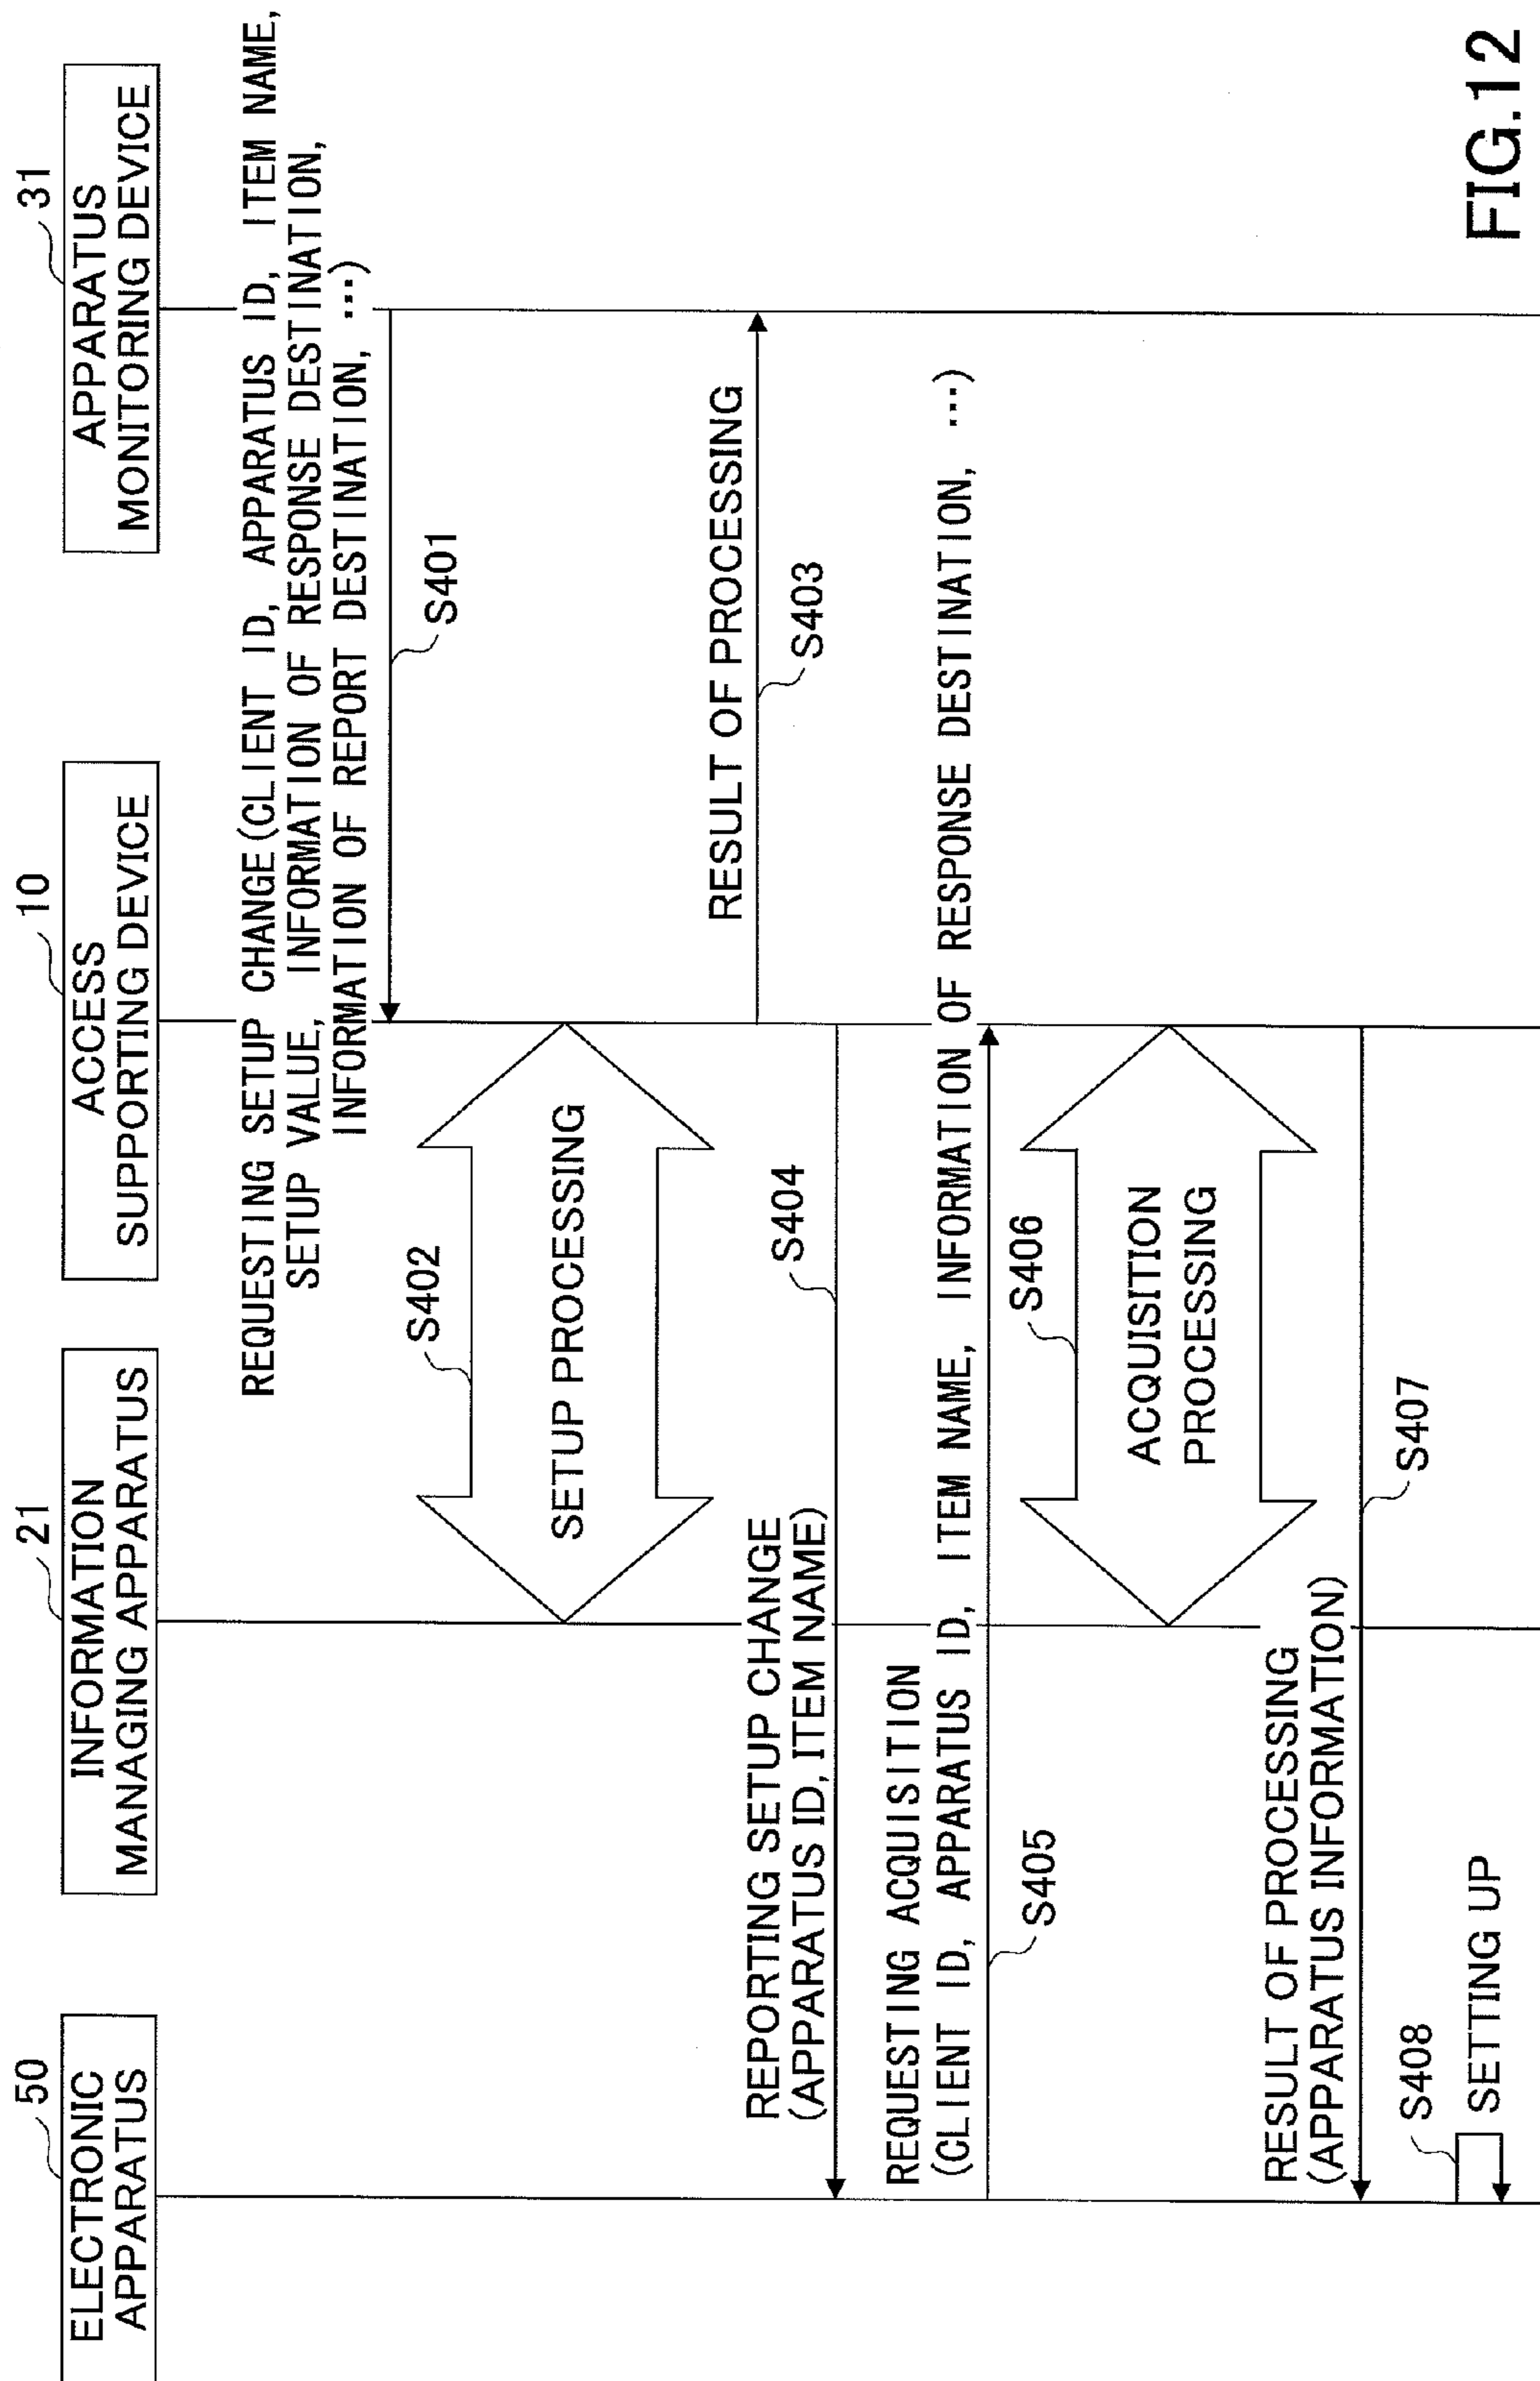 50
ELECTRONIC
APPARATUS
21
INFORMATION
MANAGING APPARATUS
10
ACCESS
SUPPORTING DEVICE
31
APPARATUS
MONITORING DEVICE
REQUESTING SETUP CHANGE(CLIENT ID, APPARATUS ID, ITEM NAME,
SETUP VALUE, INFORMATION OF RESPONSE DESTINATION,
INFORMATION OF REPORT DESTINATION, ...)
S401
S402
SETUP PROCESSING
RESULT OF PROCESSING
S403
REPORTING SETUP CHANGE
(APPARATUS ID, ITEM NAME)
S404
REQUESTING ACQUISITION
(CLIENT ID, APPARATUS ID, ITEM NAME, INFORMATION OF RESPONSE DESTINATION, ...)
S405
S406
ACQUISITION
PROCESSING
RESULT OF PROCESSING
(APPARATUS INFORMATION)
S407
S408
SETTING UP
FIG.12